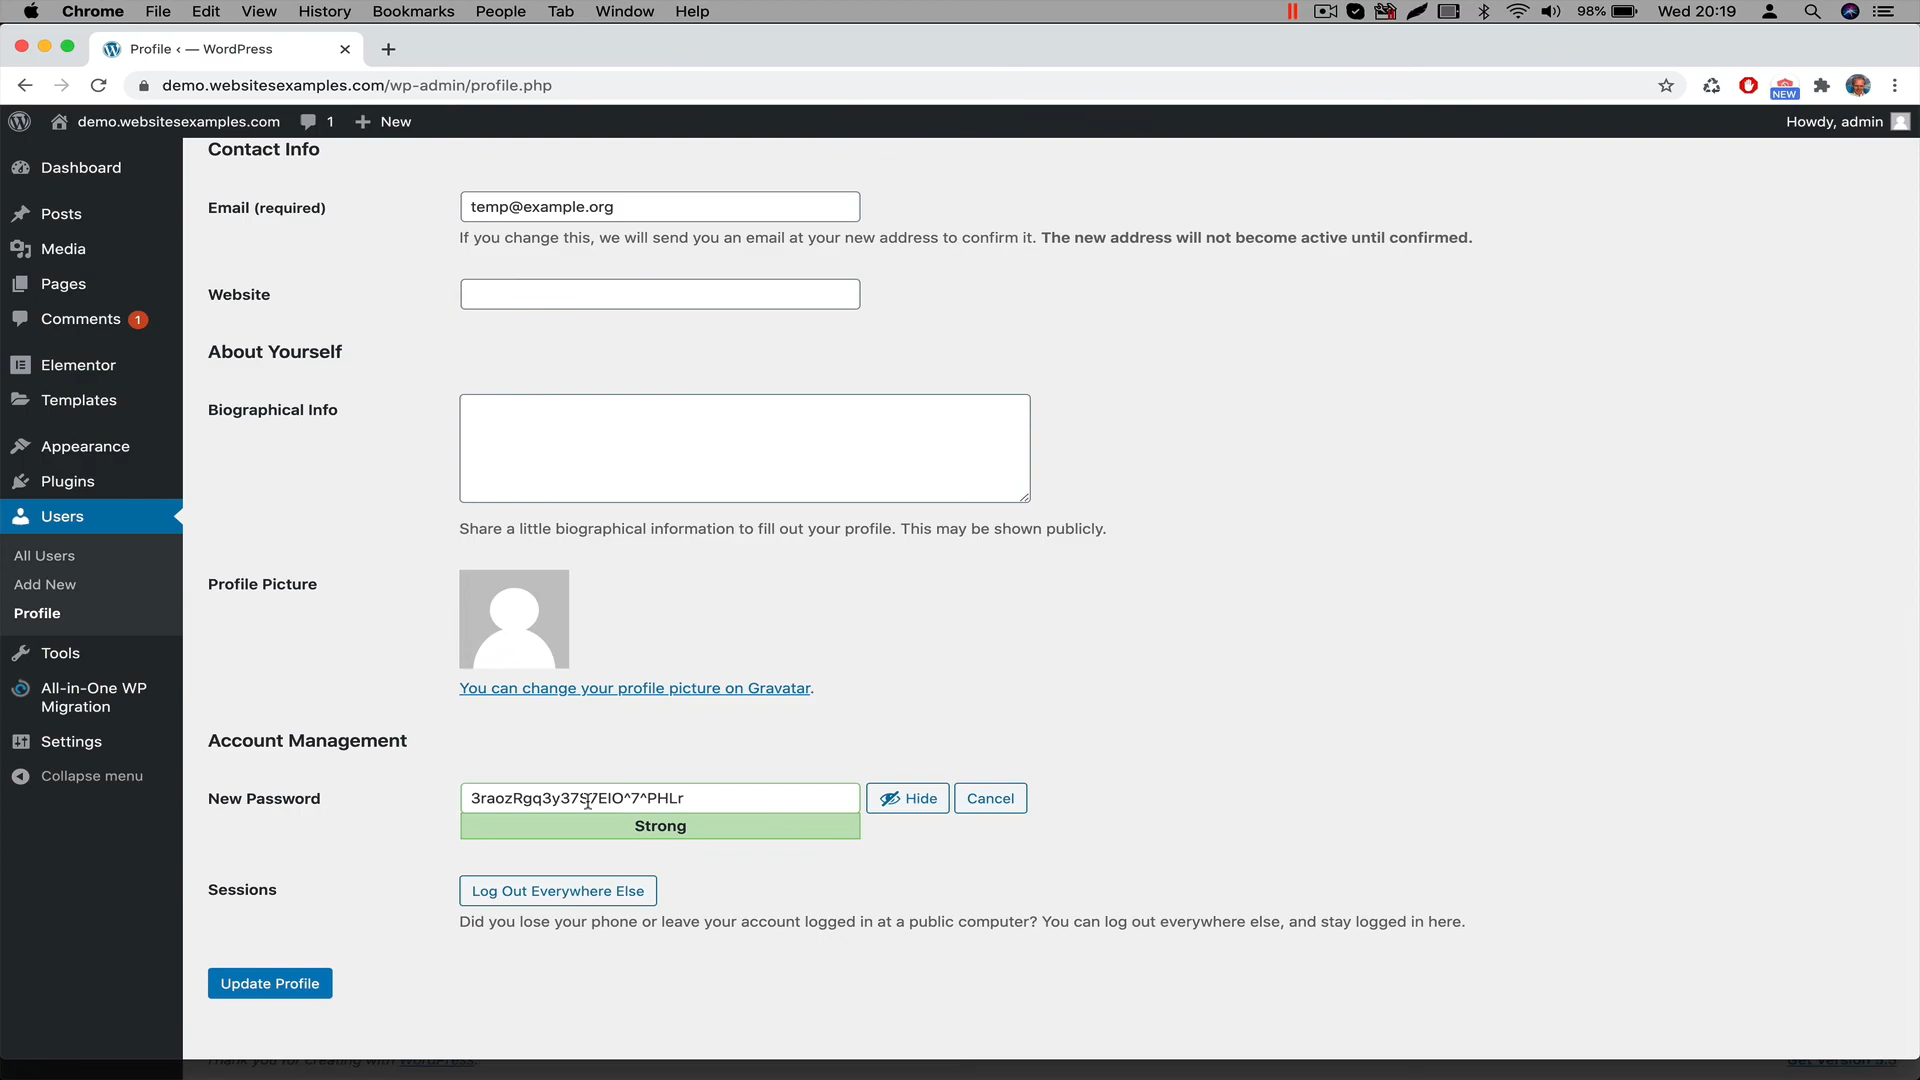 Chrome File Edit View History Bookmarks People Tab Window Help 98% Wed 20:19
Profile ‹ — WordPress
demo.websitesexamples.com/wp-admin/profile.php
NEW
demo.websitesexamples.com 1 New Howdy, admin
Dashboard
Posts
Media
Pages
Comments 1
Elementor
Templates
Appearance
Plugins
Users
All Users
Add New
Profile
Tools
All-in-One WP
Migration
Settings
Collapse menu
Contact Info
Email (required)
temp@example.org
If you change this, we will send you an email at your new address to confirm it. The new address will not become active until confirmed.
Website
About Yourself
Biographical Info
Share a little biographical information to fill out your profile. This may be shown publicly.
Profile Picture
You can change your profile picture on Gravatar.
Account Management
New Password
Hide Cancel
Strong
Sessions
Log Out Everywhere Else
Did you lose your phone or leave your account logged in at a public computer? You can log out everywhere else, and stay logged in here.
Update Profile
Thank you for creating with WordPress.